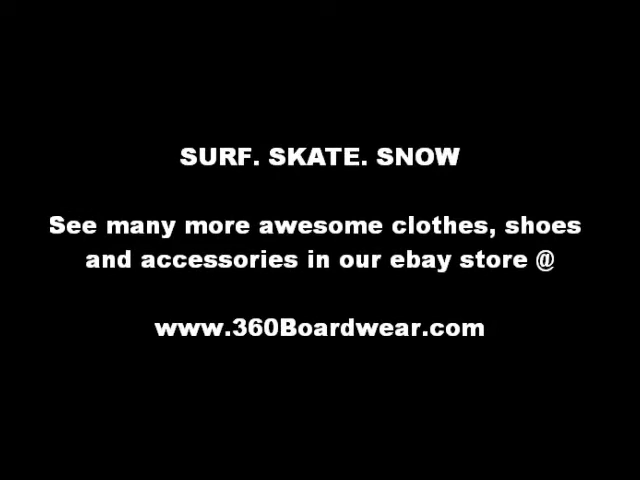 SURF. SKATE. SNOW
See many more awesome clothes, shoes
and accessories in our ebay store @
www.360Boardwear.com